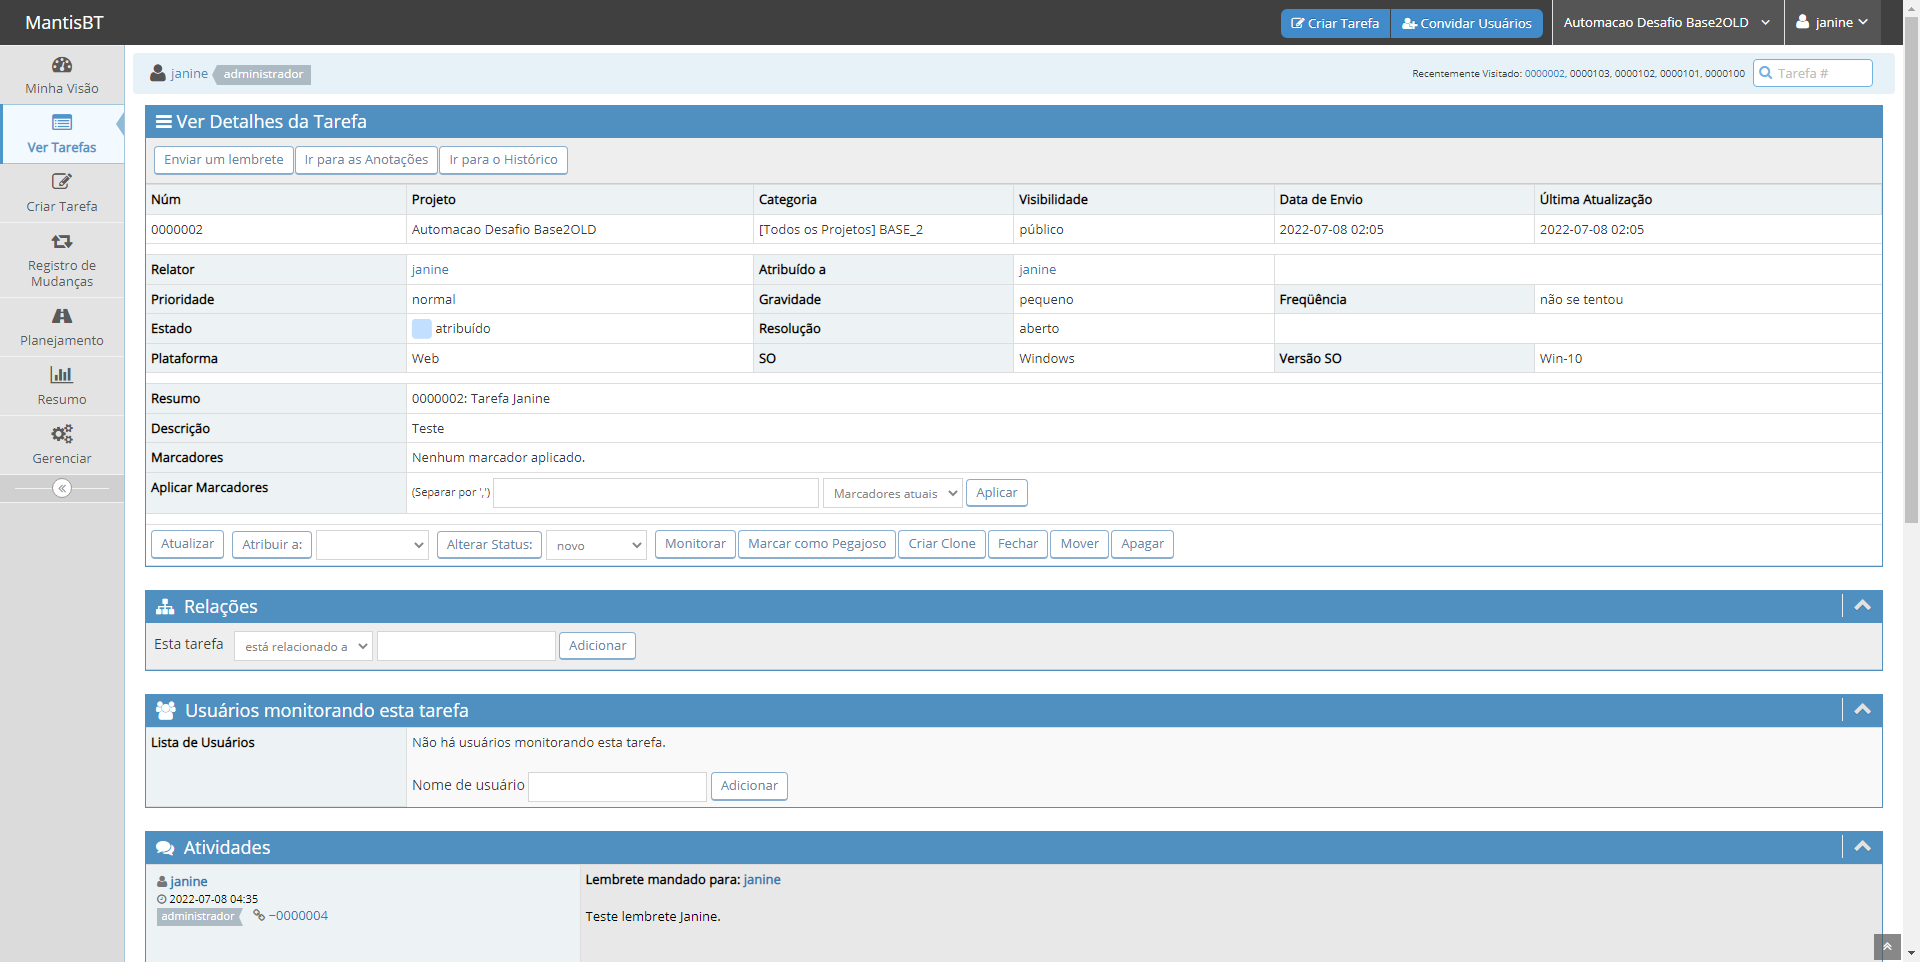 MantisBT
Criar Tarefa
Convidar Usuários
Automacao Desafio Base2OLD
janine
Minha Visão
Ver Tarefas
Criar Tarefa
Registro de
Mudanças
Planejamento
Resumo
Gerenciar
janine administrador
Recentemente Visitado: 0000002, 0000103, 0000102, 0000101, 0000100
Tarefa #
Ver Detalhes da Tarefa
Enviar um lembrete Ir para as Anotações Ir para o Histórico
Núm Projeto Categoria Visibilidade Data de Envio Última Atualização
0000002 Automacao Desafio Base2OLD [Todos os Projetos] BASE_2 público 2022-07-08 02:05 2022-07-08 02:05
Relator janine Atribuído a janine
Prioridade normal Gravidade pequeno Freqüência não se tentou
Estado atribuído Resolução aberto
Plataforma Web SO Windows Versão SO Win-10
Resumo 0000002: Tarefa Janine
Descrição Teste
Marcadores Nenhum marcador aplicado.
Aplicar Marcadores (Separar por ',') Marcadores atuais Aplicar
Atualizar Atribuir a: Alterar Status: novo Monitorar Marcar como Pegajoso Criar Clone Fechar Mover Apagar
Relações
Esta tarefa está relacionado a Adicionar
Usuários monitorando esta tarefa
Lista de Usuários Não há usuários monitorando esta tarefa.
Nome de usuário Adicionar
Atividades
janine
2022-07-08 04:35
administrador ~0000004
Lembrete mandado para: janine
Teste lembrete Janine.